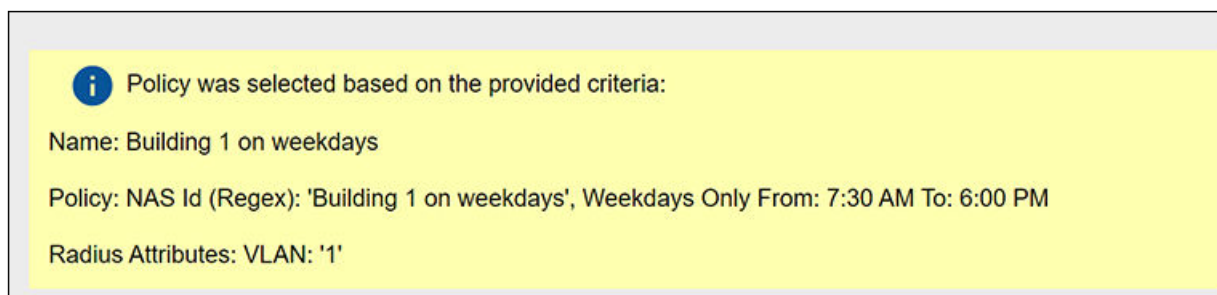 Policy was selected based on the provided criteria:
Name: Building 1 on weekdays
Policy: NAS Id (Regex): 'Building 1 on weekdays', Weekdays Only From: 7:30 AM To: 6:00 PM
Radius Attributes: VLAN: '1'